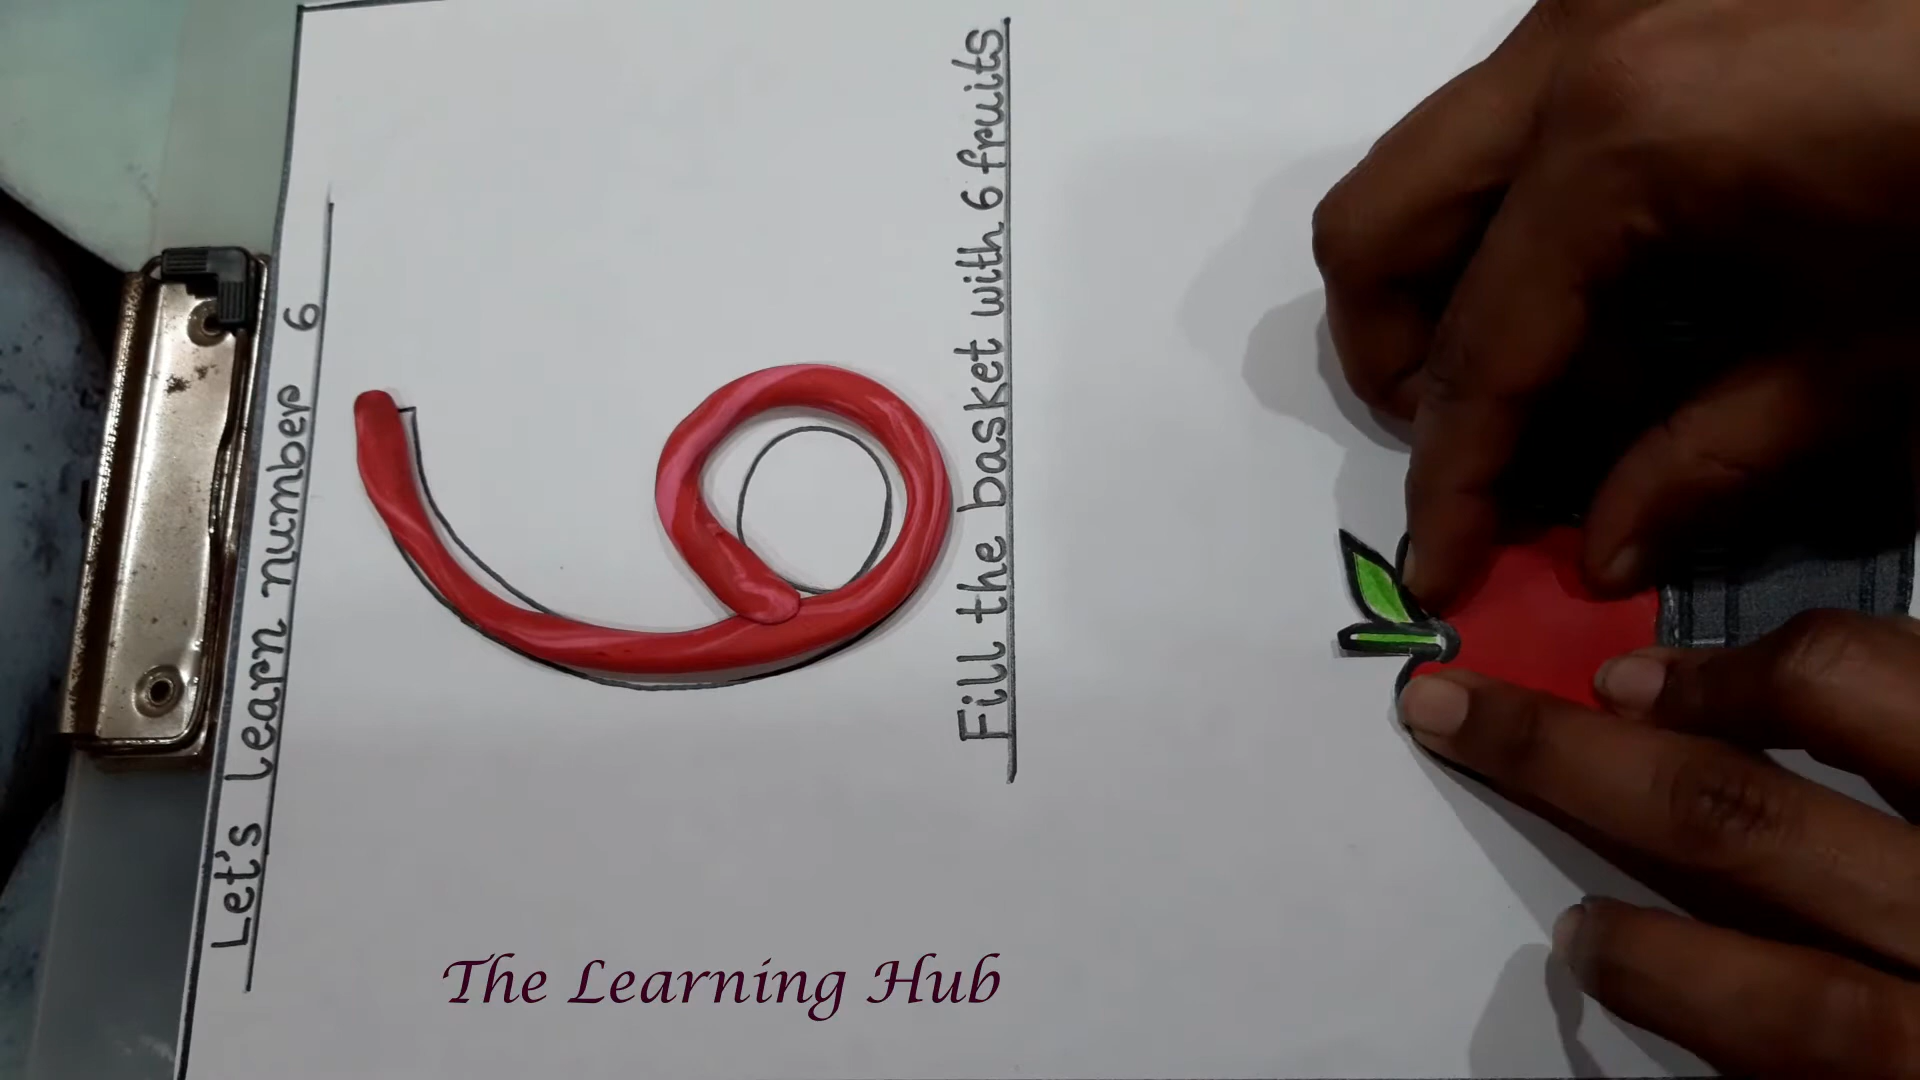 Let's learn number 6
Fill the basket with 6 fruits
The Learning Hub